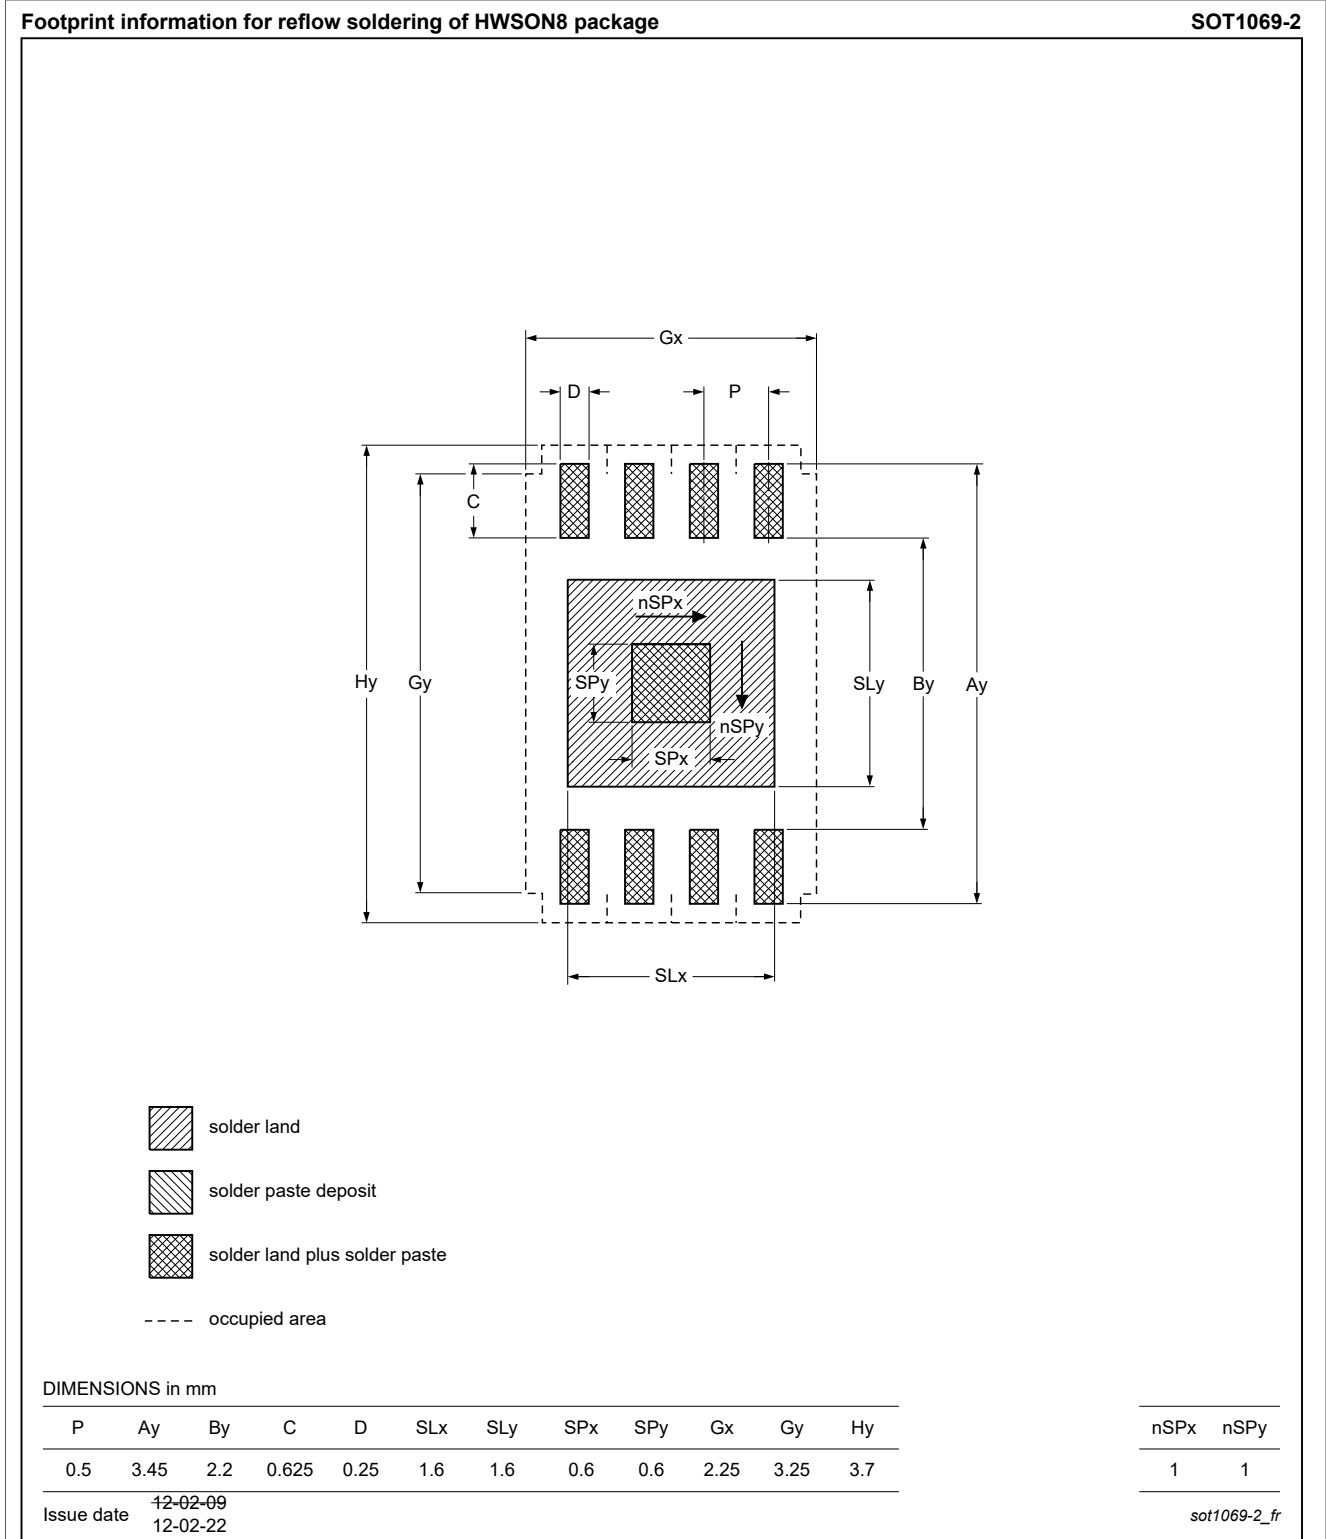 Footprint information for reflow soldering of HWSON8 package SOT1069-2
Gx
D P
C
Hy Gy SPy nSPx SLy By Ay
nSPy
SPx
SLx
solder land
solder paste deposit
solder land plus solder paste
occupied area
DIMENSIONS in mm
P Ay By C D SLx SLy SPx SPy Gx Gy Hy nSPx nSPy
0.5 3.45 2.2 0.625 0.25 1.6 1.6 0.6 0.6 2.25 3.25 3.7 1 1
Issue date 12-02-09
12-02-22 sot1069-2_fr